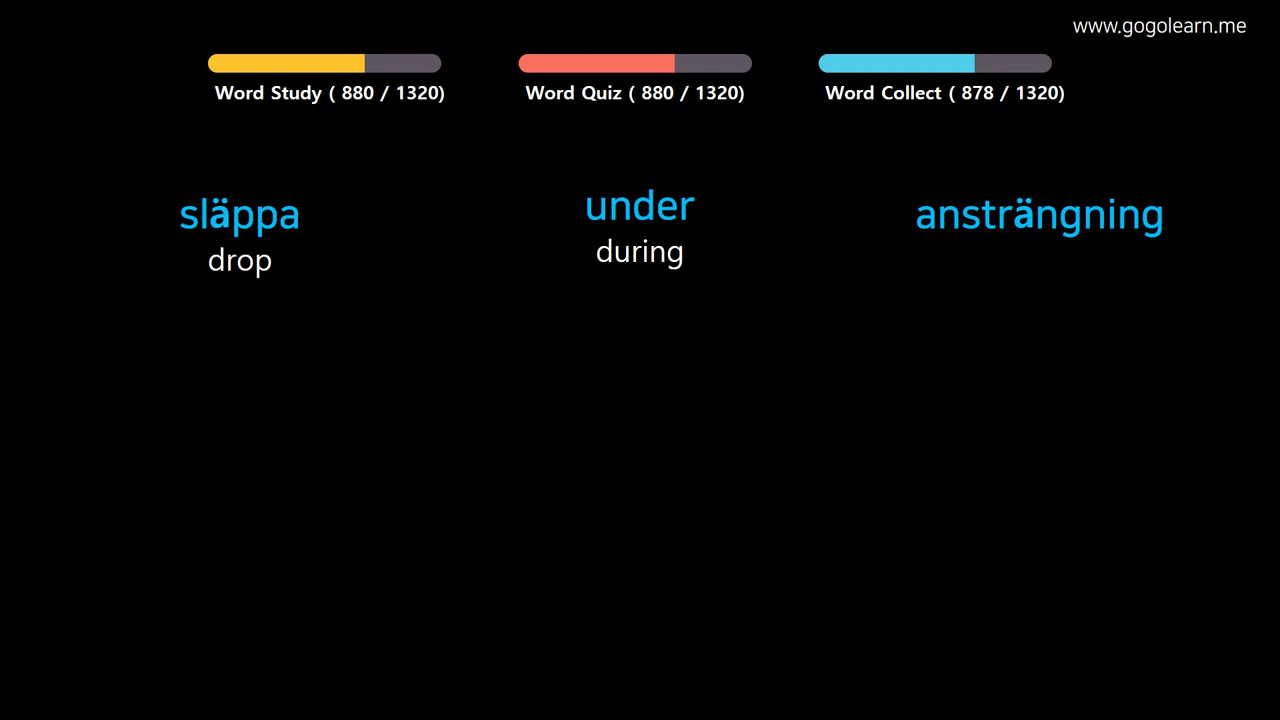 www.gogolearn.me
Word Study ( 880 / 1320)
Word Quiz ( 880 / 1320)
Word Collect ( 878 / 1320)
släppa
drop
under
during
ansträngning